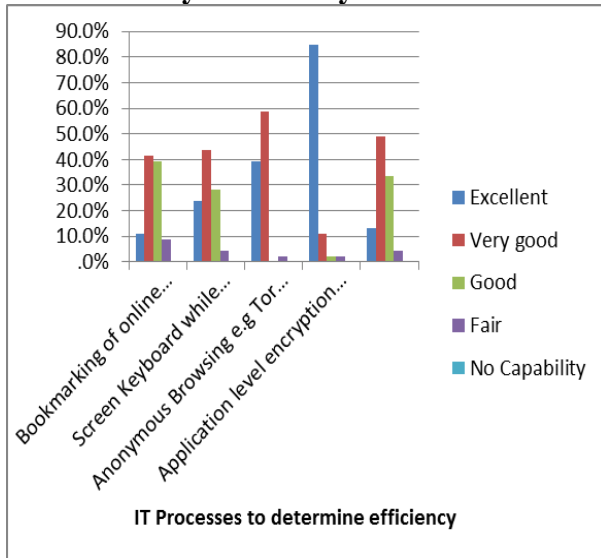 90.0%
80.0%
70.0%
60.0%
50.0%
40.0%
30.0%
20.0%
10.0%
.0%
Bookmarking of online...
Screen Keyboard while...
Anonymous Browsing e.g Tor...
Application level encryption...
Excellent
Very good
Good
Fair
No Capability
IT Processes to determine efficiency